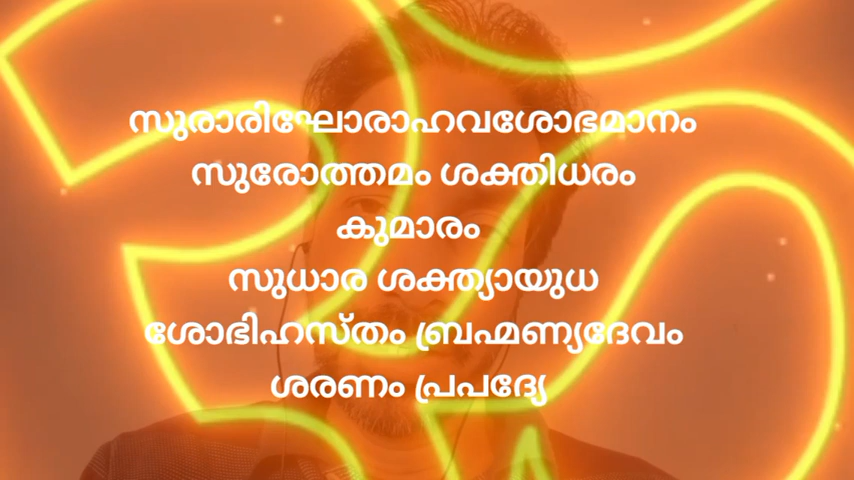 സുരാരിഘോരാഹവശോഭമാനം
സുരോത്തമം ശക്തിധരം
കുമാരം
സുധാര ശക്ത്യായുധ
ശോഭിഹസ്തം ബ്രഹ്മണ്യദേവം
ശരണം പ്രപദ്യേ